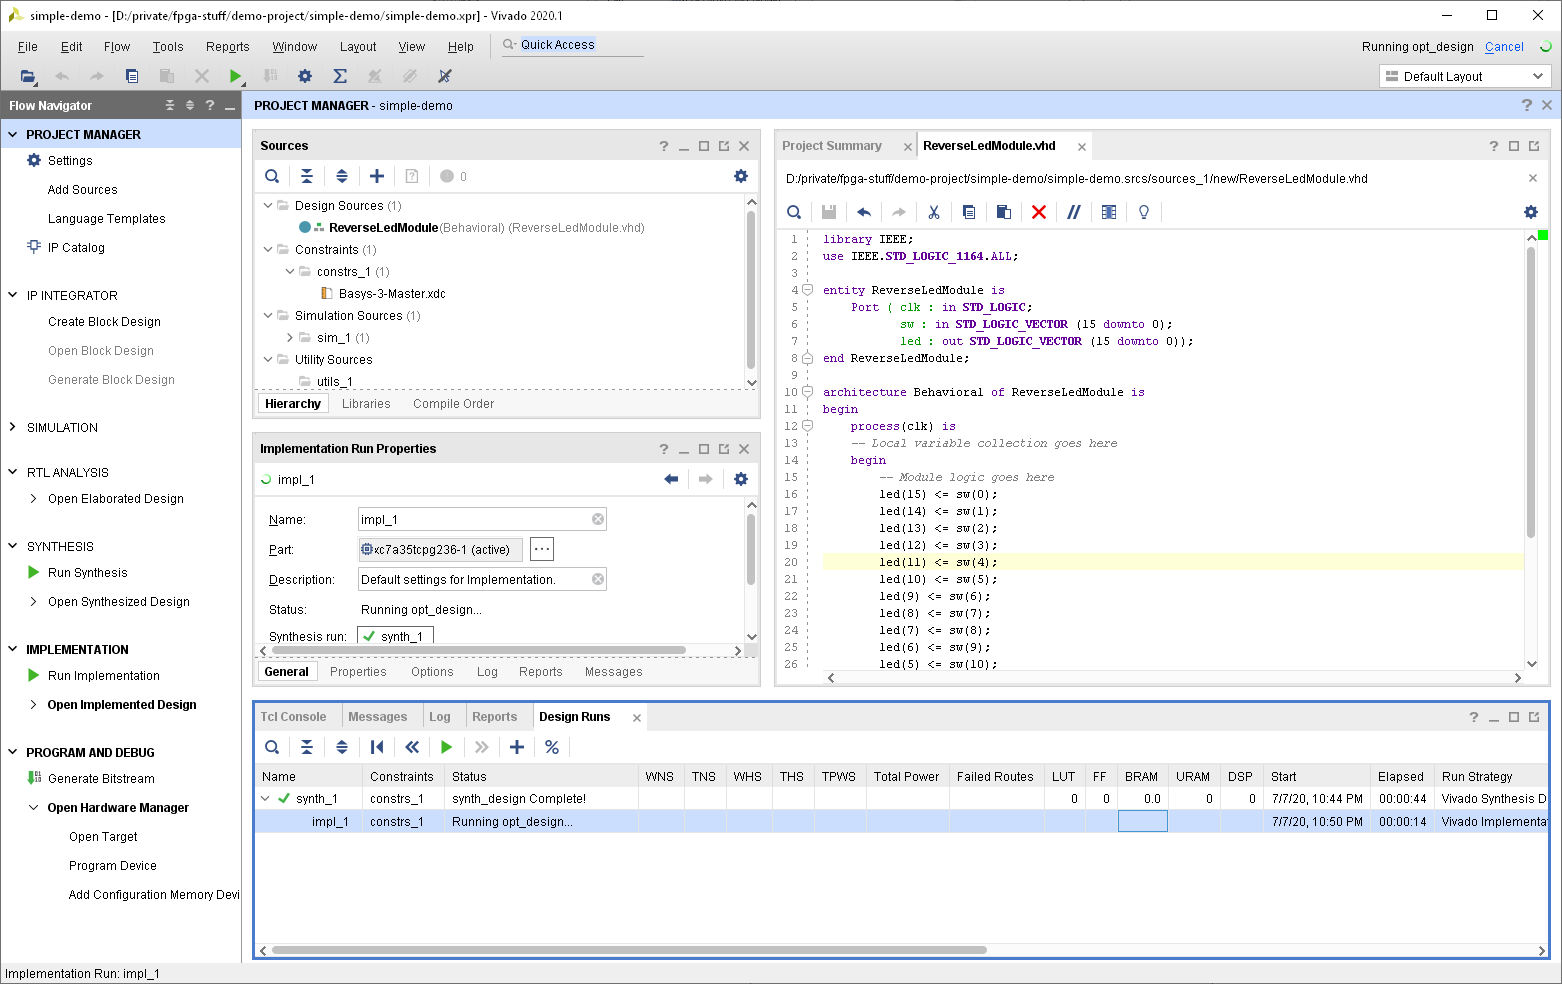 simple-demo - [D:/private/fpga-stuff/demo-project/simple-demo/simple-demo.xpr] - Vivado 2020.1
File Edit Flow Tools Reports Window Layout View Help Quick Access
Running opt_design Cancel
Default Layout
Flow Navigator
PROJECT MANAGER
Settings
Add Sources
Language Templates
IP Catalog
IP INTEGRATOR
Create Block Design
Open Block Design
Generate Block Design
SIMULATION
RTL ANALYSIS
Open Elaborated Design
SYNTHESIS
Run Synthesis
Open Synthesized Design
IMPLEMENTATION
Run Implementation
Open Implemented Design
PROGRAM AND DEBUG
Generate Bitstream
Open Hardware Manager
Open Target
Program Device
Add Configuration Memory Devi
PROJECT MANAGER - simple-demo
Sources
0
Design Sources (1)
ReverseLedModule(Behavioral) (ReverseLedModule.vhd)
Constraints (1)
constrs_1 (1)
Basys-3-Master.xdc
Simulation Sources (1)
sim_1 (1)
Utility Sources
utils_1
Hierarchy Libraries Compile Order
Implementation Run Properties
impl_1
Name: impl_1
Part: xc7a35tcpg236-1 (active)
Description: Default settings for Implementation.
Status: Running opt_design...
Synthesis run: synth_1
General Properties Options Log Reports Messages
Project Summary ReverseLedModule.vhd
D:/private/fpga-stuff/demo-project/simple-demo/simple-demo.srcs/sources_1/new/ReverseLedModule.vhd
1 library IEEE;
2 use IEEE.STD_LOGIC_1164.ALL;
3
4 entity ReverseLedModule is
5 Port ( clk : in STD_LOGIC;
6 sw : in STD_LOGIC_VECTOR (15 downto 0);
7 led : out STD_LOGIC_VECTOR (15 downto 0));
8 end ReverseLedModule;
9
10 architecture Behavioral of ReverseLedModule is
11 begin
12 process(clk) is
13 -- Local variable collection goes here
14 begin
15 -- Module logic goes here
16 led(15) <= sw(0);
17 led(14) <= sw(1);
18 led(13) <= sw(2);
19 led(12) <= sw(3);
20 led(11) <= sw(4);
21 led(10) <= sw(5);
22 led(9) <= sw(6);
23 led(8) <= sw(7);
24 led(7) <= sw(8);
25 led(6) <= sw(9);
26 led(5) <= sw(10);
Tcl Console Messages Log Reports Design Runs
Name Constraints Status WNS TNS WHS THS TPWS Total Power Failed Routes LUT FF BRAM URAM DSP Start Elapsed Run Strategy
synth_1 constrs_1 synth_design Complete! 0 0 0.0 0 0 7/7/20, 10:44 PM 00:00:44 Vivado Synthesis D
impl_1 constrs_1 Running opt_design... 7/7/20, 10:50 PM 00:00:14 Vivado Implementa
Implementation Run: impl_1